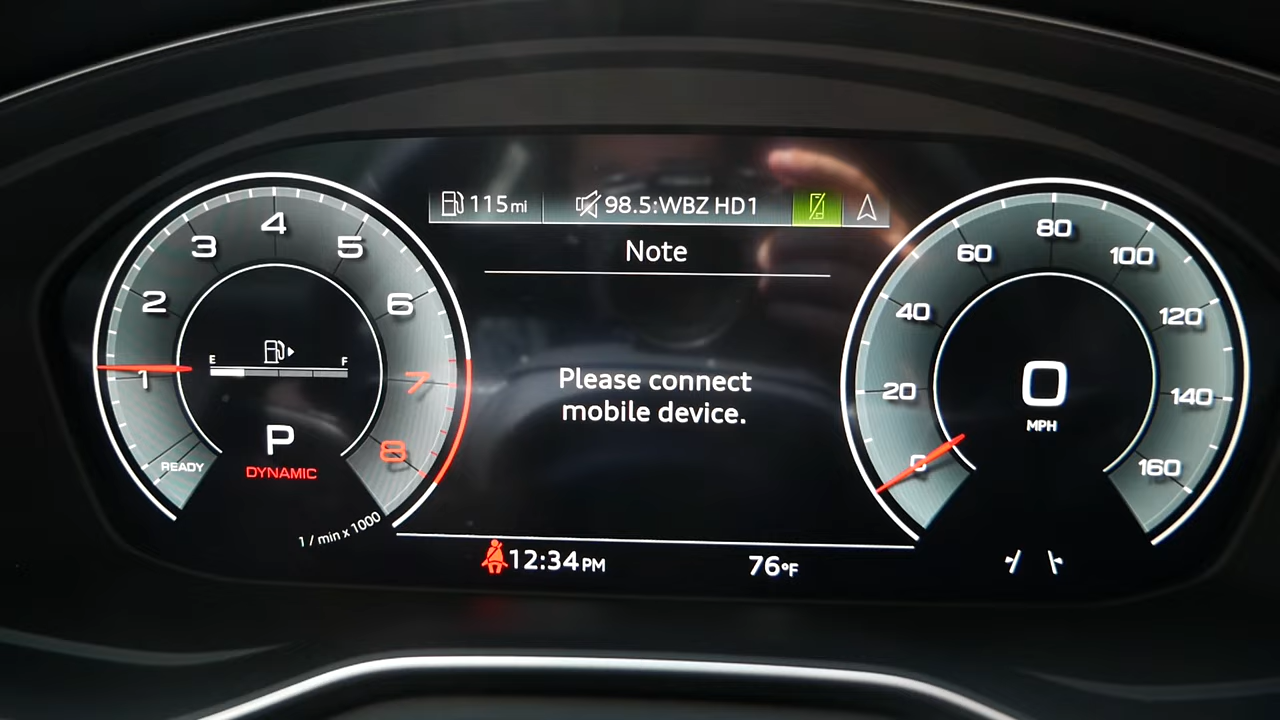 115 mi
98.5:WBZ HD1
Note
Please connect
mobile device.
12:34 PM
76°F
1
2
3
4
5
6
7
8
E
F
P
DYNAMIC
READY
1 / min x 1000
0
20
40
60
80
100
120
140
160
0
MPH